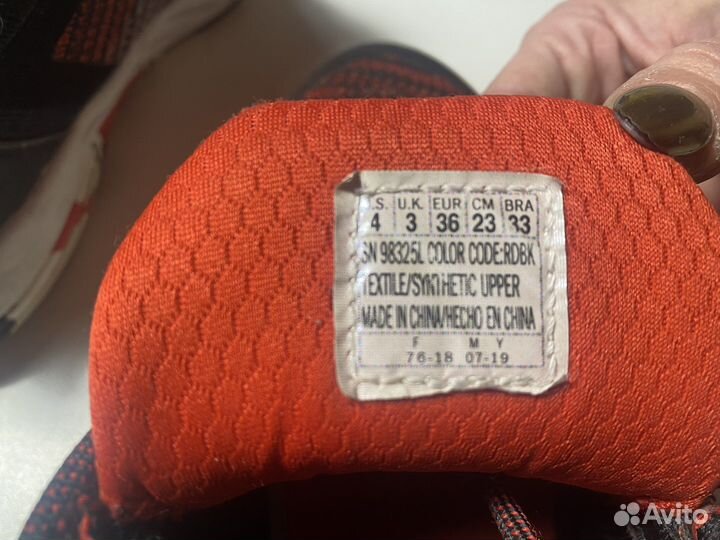 .S. U.K. EUR CM BRA
4 3 36 23 33
SN 98325L COLOR CODE:RDBK
TEXTILE/SYNTHETIC UPPER
MADE IN CHINA/HECHO EN CHINA
F M Y
76-18 07-19
Avito